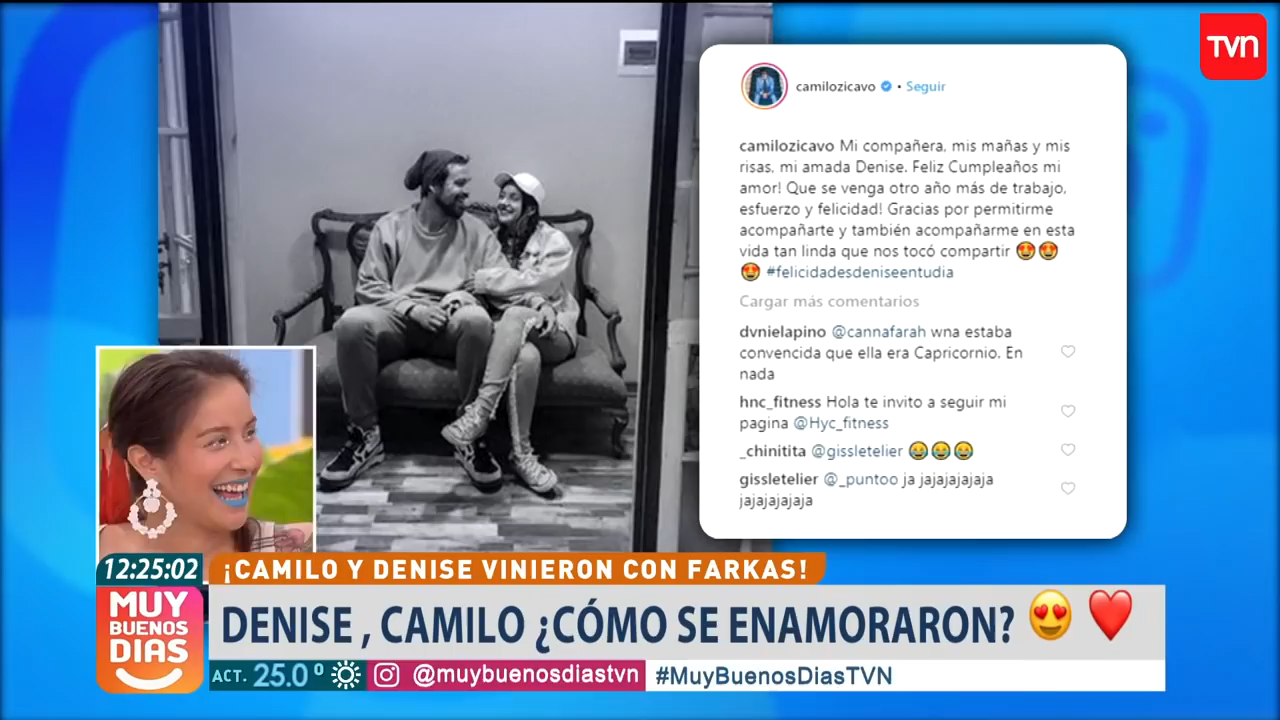 TVN
camilozicavo • Seguir
camilozicavo Mi compañera, mis mañas y mis
risas, mi amada Denise. Feliz Cumpleaños mi
amor! Que se venga otro año más de trabajo,
esfuerzo y felicidad! Gracias por permitirme
acompañarte y también acompañarme en esta
vida tan linda que nos tocó compartir 😍😍
😍 #felicidadesdeniseentudia
Cargar más comentarios
dvnielapino @cannafarah wna estaba
convencida que ella era Capricornio. En
nada
hnc_fitness Hola te invito a seguir mi
pagina @Hyc_fitness
_chinitita @gissletelier 😂😂😂
gissletelier @_puntoo ja jajajajajaja
jajajajajaja
12:25:02
¡CAMILO Y DENISE VINIERON CON FARKAS!
MUY
BUENOS
DIAS
DENISE , CAMILO ¿CÓMO SE ENAMORARON? 😍 ❤️
ACT. 25.0° @muybuenosdiastvn #MuyBuenosDiasTVN